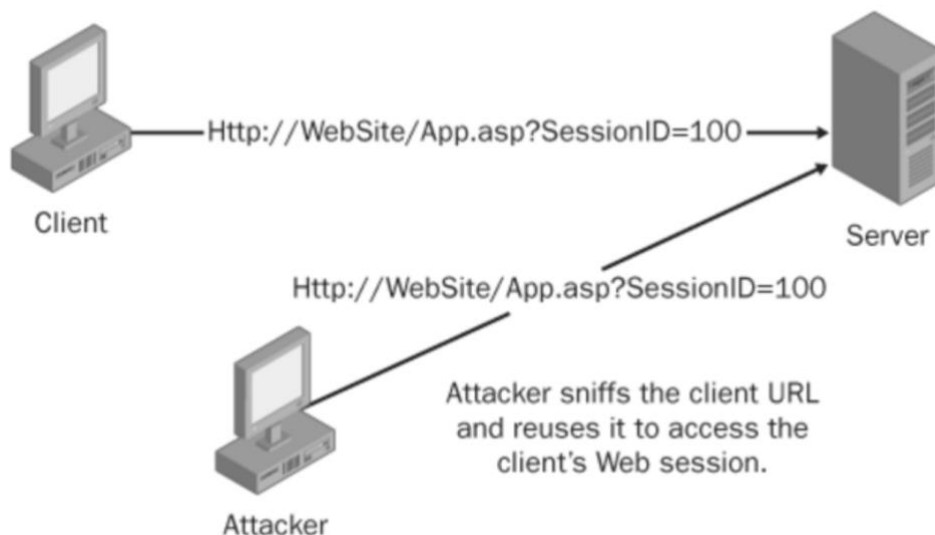 Http://WebSite/App.asp?SessionID=100
Client
Server
Http://WebSite/App.asp?SessionID=100
Attacker sniffs the client URL
and reuses it to access the
client's Web session.
Attacker